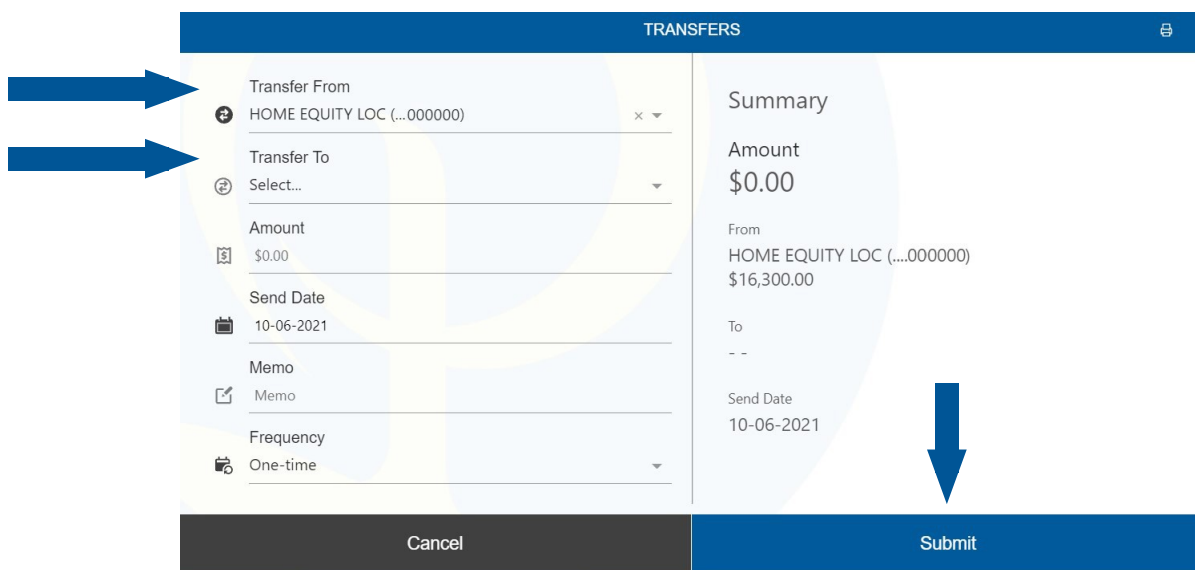 TRANSFERS
Transfer From
HOME EQUITY LOC (...000000)
Transfer To
Select...
Amount
$0.00
Send Date
10-06-2021
Memo
Memo
Frequency
One-time
Summary
Amount
$0.00
From
HOME EQUITY LOC (....000000)
$16,300.00
To
- -
Send Date
10-06-2021
Cancel
Submit